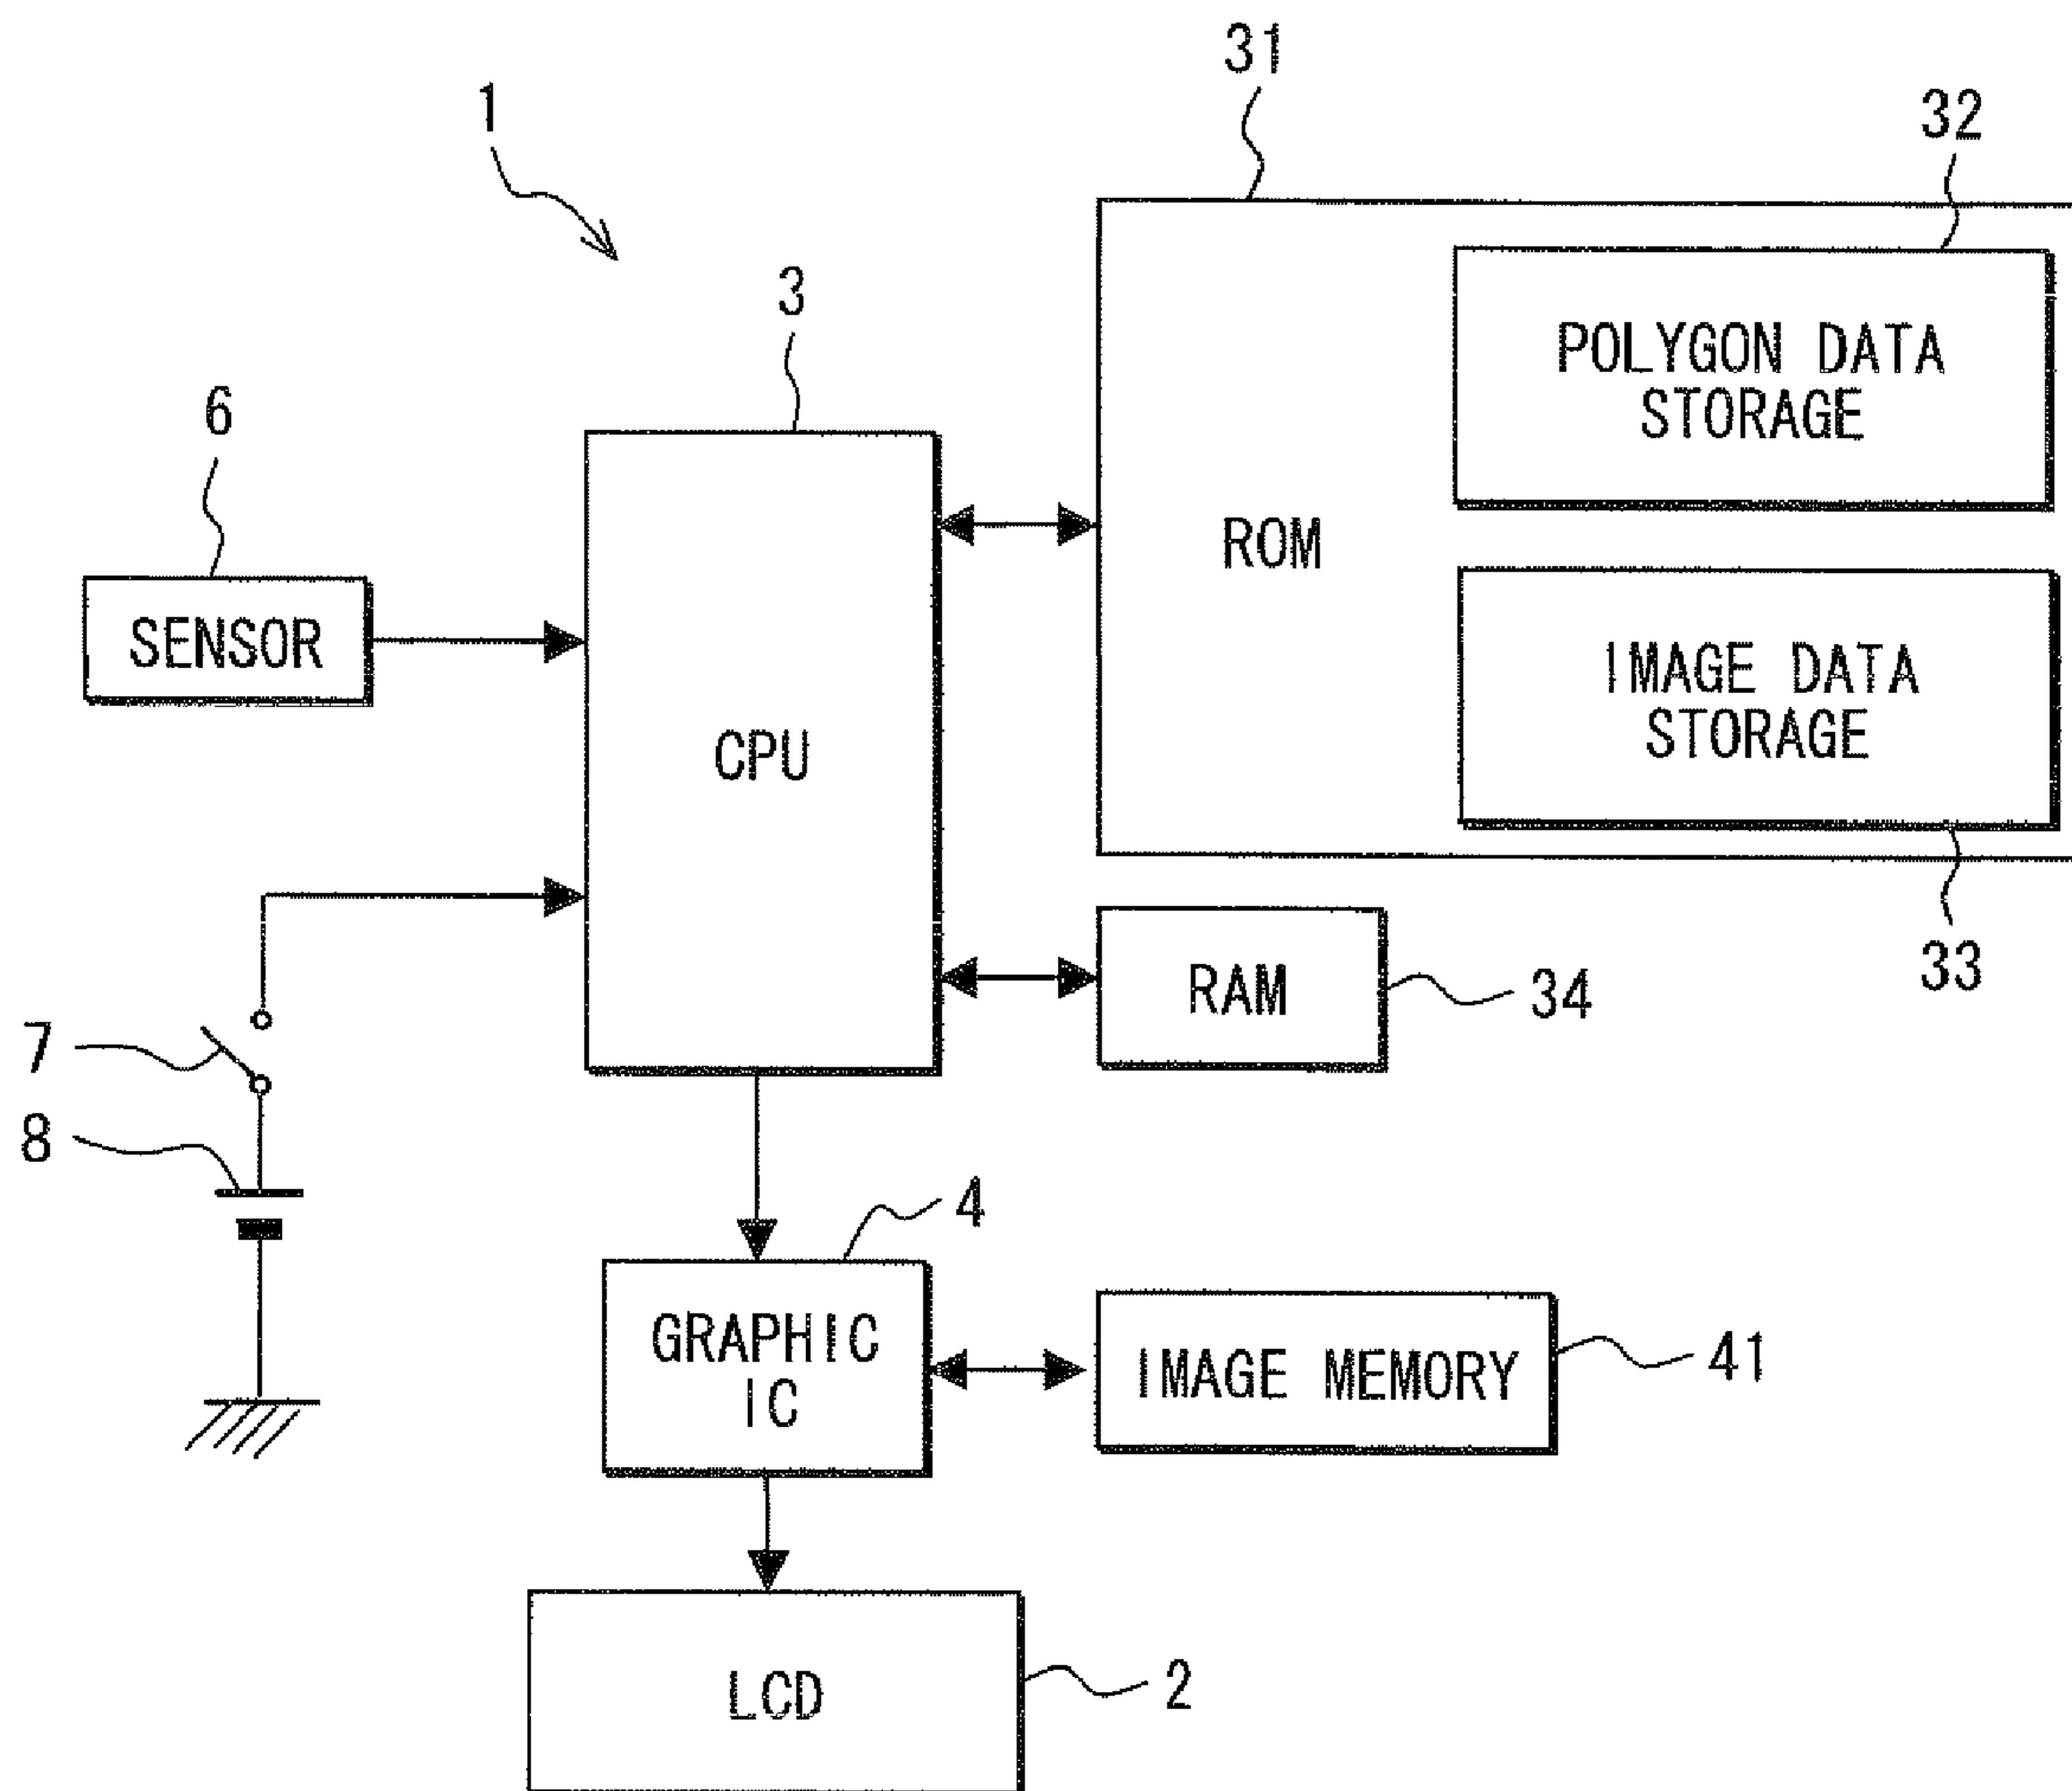 31
1
32
3
POLYGON DATA
STORAGE
6
ROM
SENSOR
IMAGE DATA
STORAGE
CPU
33
RAM
34
7
8
4
GRAPHIC
IC
IMAGE MEMORY
41
LCD
2